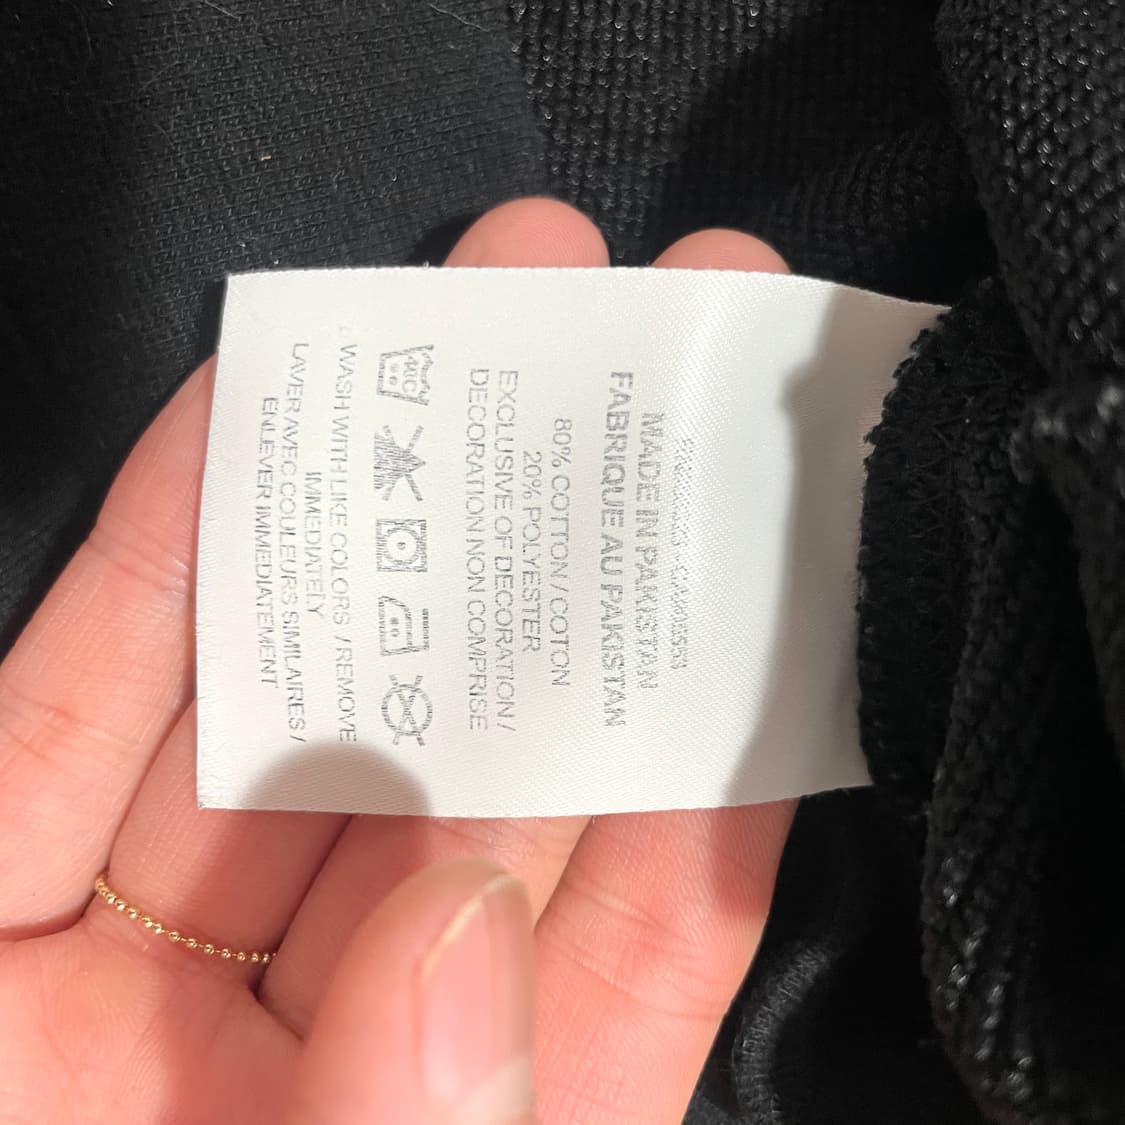 MADE IN PAKISTAN
FABRIQUE AU PAKISTAN
80% COTTON / COTON
20% POLYESTER
EXCLUSIVE OF DECORATION /
DECORATION NON COMPRISE
WASH WITH LIKE COLORS / REMOVE
IMMEDIATELY
LAVER AVEC COULEURS SIMILAIRES /
ENLEVER IMMEDIATEMENT